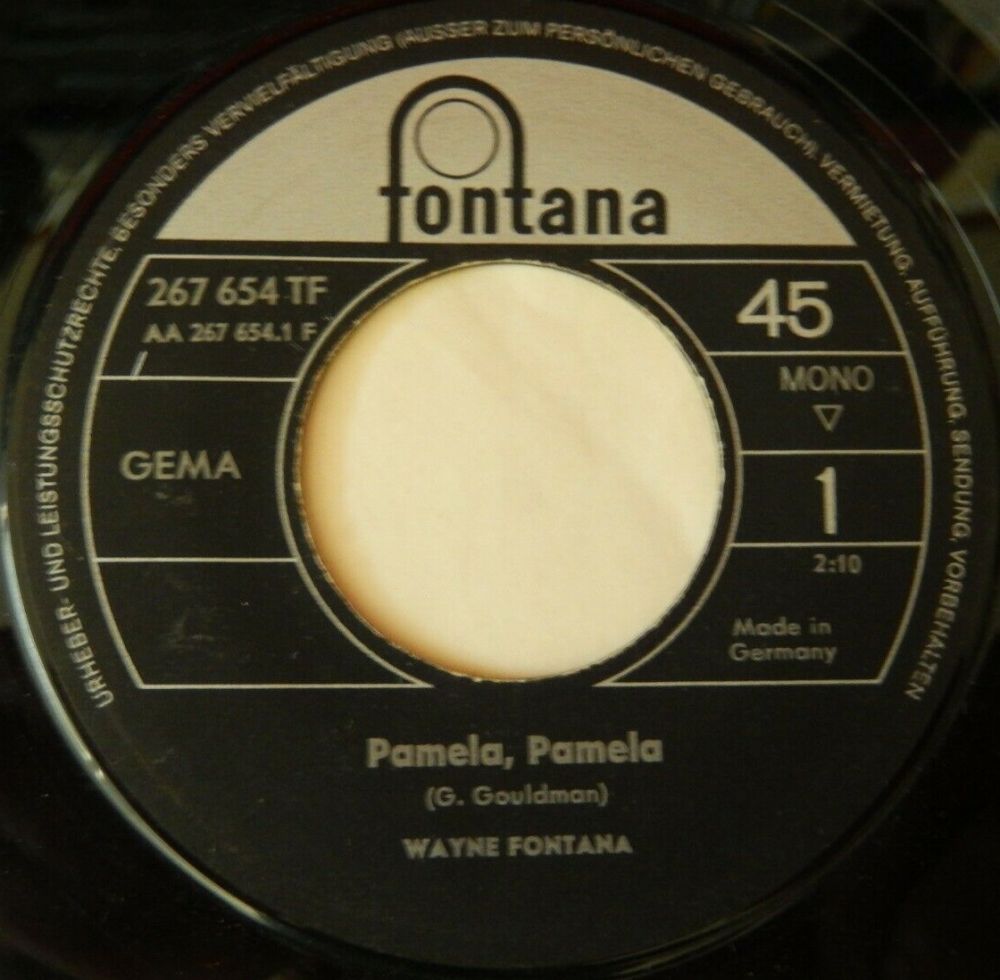 URHEBER- UND LEISTUNGSSCHUTZRECHTE, BESONDERS VERVIELFÄLTIGUNG (AUSSER ZUM PERSÖNLICHEN GEBRAUCH), VERMIETUNG, AUFFÜHRUNG, SENDUNG, VORBEHALTEN
fontana
267 654 TF
AA 267 654.1 F
45
MONO
GEMA
1
2:10
Made in
Germany
Pamela, Pamela
(G. Gouldman)
WAYNE FONTANA